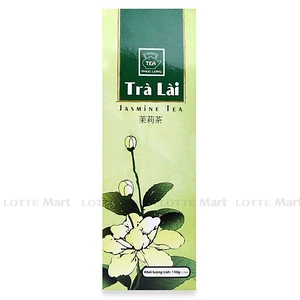 TEA
PHUC LONG
Trà Lài
JASMINE TEA
茉莉茶
LOTTE Mart LOTTE Mart LOTTE Mart
Khối lượng tịnh: 150g